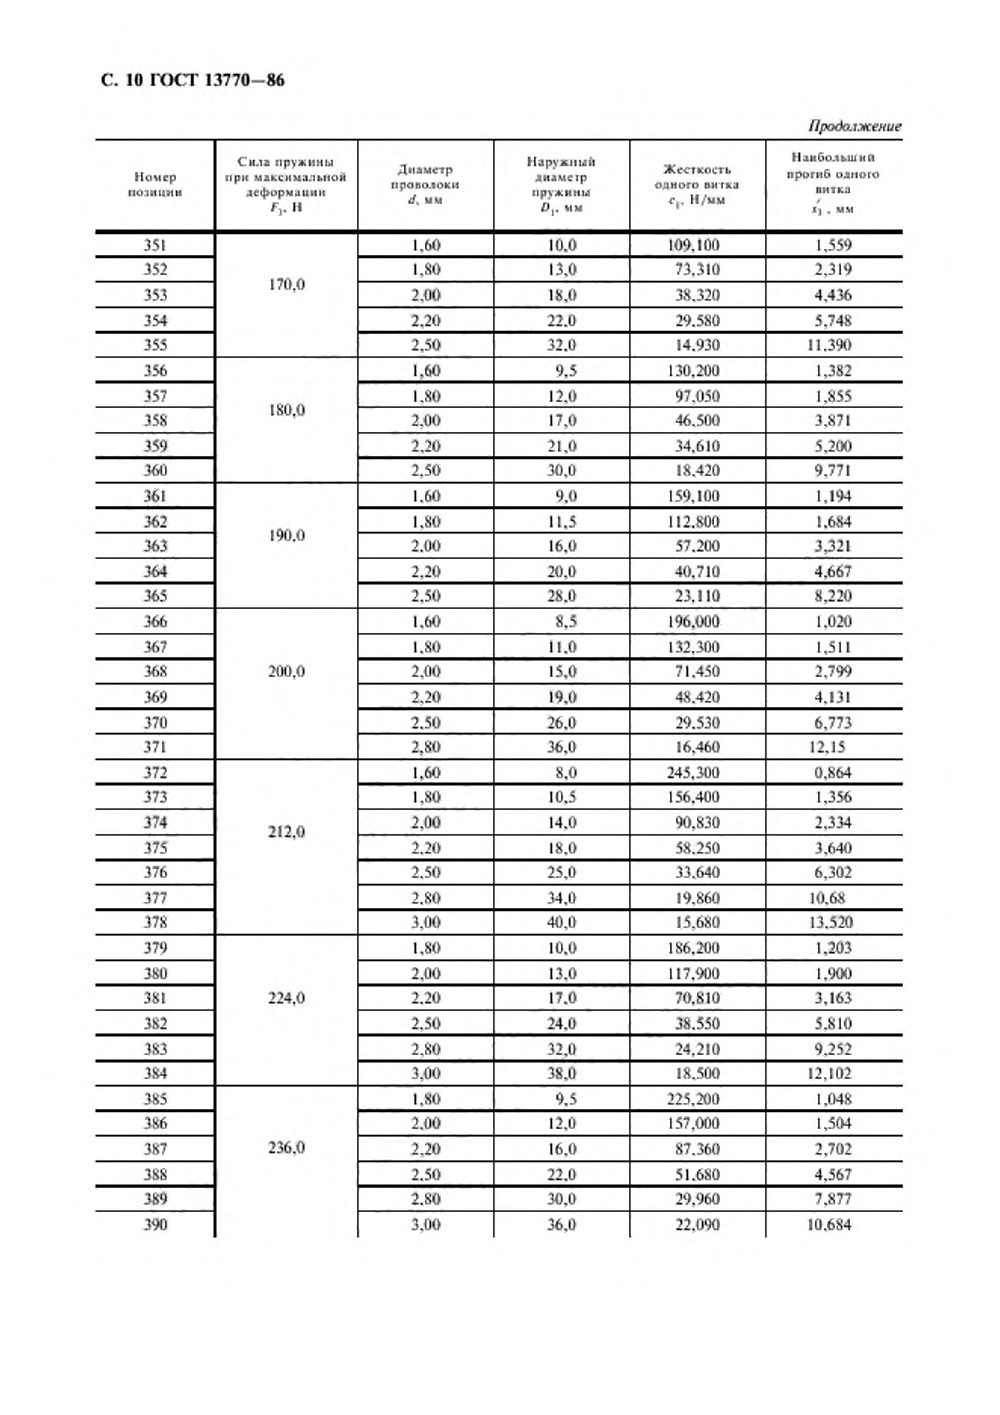 С. 10 ГОСТ 13770—86
Продолжение
Номер позиции | Сила пружины при максимальной деформации F₃, Н | Диаметр проволоки d, мм | Наружный диаметр пружины D₁, мм | Жесткость одного витка c₁, Н/мм | Наибольший прогиб одного витка s′₃, мм
351 | 170,0 | 1,60 | 10,0 | 109,100 | 1,559
352 | 1,80 | 13,0 | 73,310 | 2,319
353 | 2,00 | 18,0 | 38,320 | 4,436
354 | 2,20 | 22,0 | 29,580 | 5,748
355 | 2,50 | 32,0 | 14,930 | 11,390
356 | 180,0 | 1,60 | 9,5 | 130,200 | 1,382
357 | 1,80 | 12,0 | 97,050 | 1,855
358 | 2,00 | 17,0 | 46,500 | 3,871
359 | 2,20 | 21,0 | 34,610 | 5,200
360 | 2,50 | 30,0 | 18,420 | 9,771
361 | 190,0 | 1,60 | 9,0 | 159,100 | 1,194
362 | 1,80 | 11,5 | 112,800 | 1,684
363 | 2,00 | 16,0 | 57,200 | 3,321
364 | 2,20 | 20,0 | 40,710 | 4,667
365 | 2,50 | 28,0 | 23,110 | 8,220
366 | 200,0 | 1,60 | 8,5 | 196,000 | 1,020
367 | 1,80 | 11,0 | 132,300 | 1,511
368 | 2,00 | 15,0 | 71,450 | 2,799
369 | 2,20 | 19,0 | 48,420 | 4,131
370 | 2,50 | 26,0 | 29,530 | 6,773
371 | 2,80 | 36,0 | 16,460 | 12,15
372 | 212,0 | 1,60 | 8,0 | 245,300 | 0,864
373 | 1,80 | 10,5 | 156,400 | 1,356
374 | 2,00 | 14,0 | 90,830 | 2,334
375 | 2,20 | 18,0 | 58,250 | 3,640
376 | 2,50 | 25,0 | 33,640 | 6,302
377 | 2,80 | 34,0 | 19,860 | 10,68
378 | 3,00 | 40,0 | 15,680 | 13,520
379 | 224,0 | 1,80 | 10,0 | 186,200 | 1,203
380 | 2,00 | 13,0 | 117,900 | 1,900
381 | 2,20 | 17,0 | 70,810 | 3,163
382 | 2,50 | 24,0 | 38,550 | 5,810
383 | 2,80 | 32,0 | 24,210 | 9,252
384 | 3,00 | 38,0 | 18,500 | 12,102
385 | 236,0 | 1,80 | 9,5 | 225,200 | 1,048
386 | 2,00 | 12,0 | 157,000 | 1,504
387 | 2,20 | 16,0 | 87,360 | 2,702
388 | 2,50 | 22,0 | 51,680 | 4,567
389 | 2,80 | 30,0 | 29,960 | 7,877
390 | 3,00 | 36,0 | 22,090 | 10,684